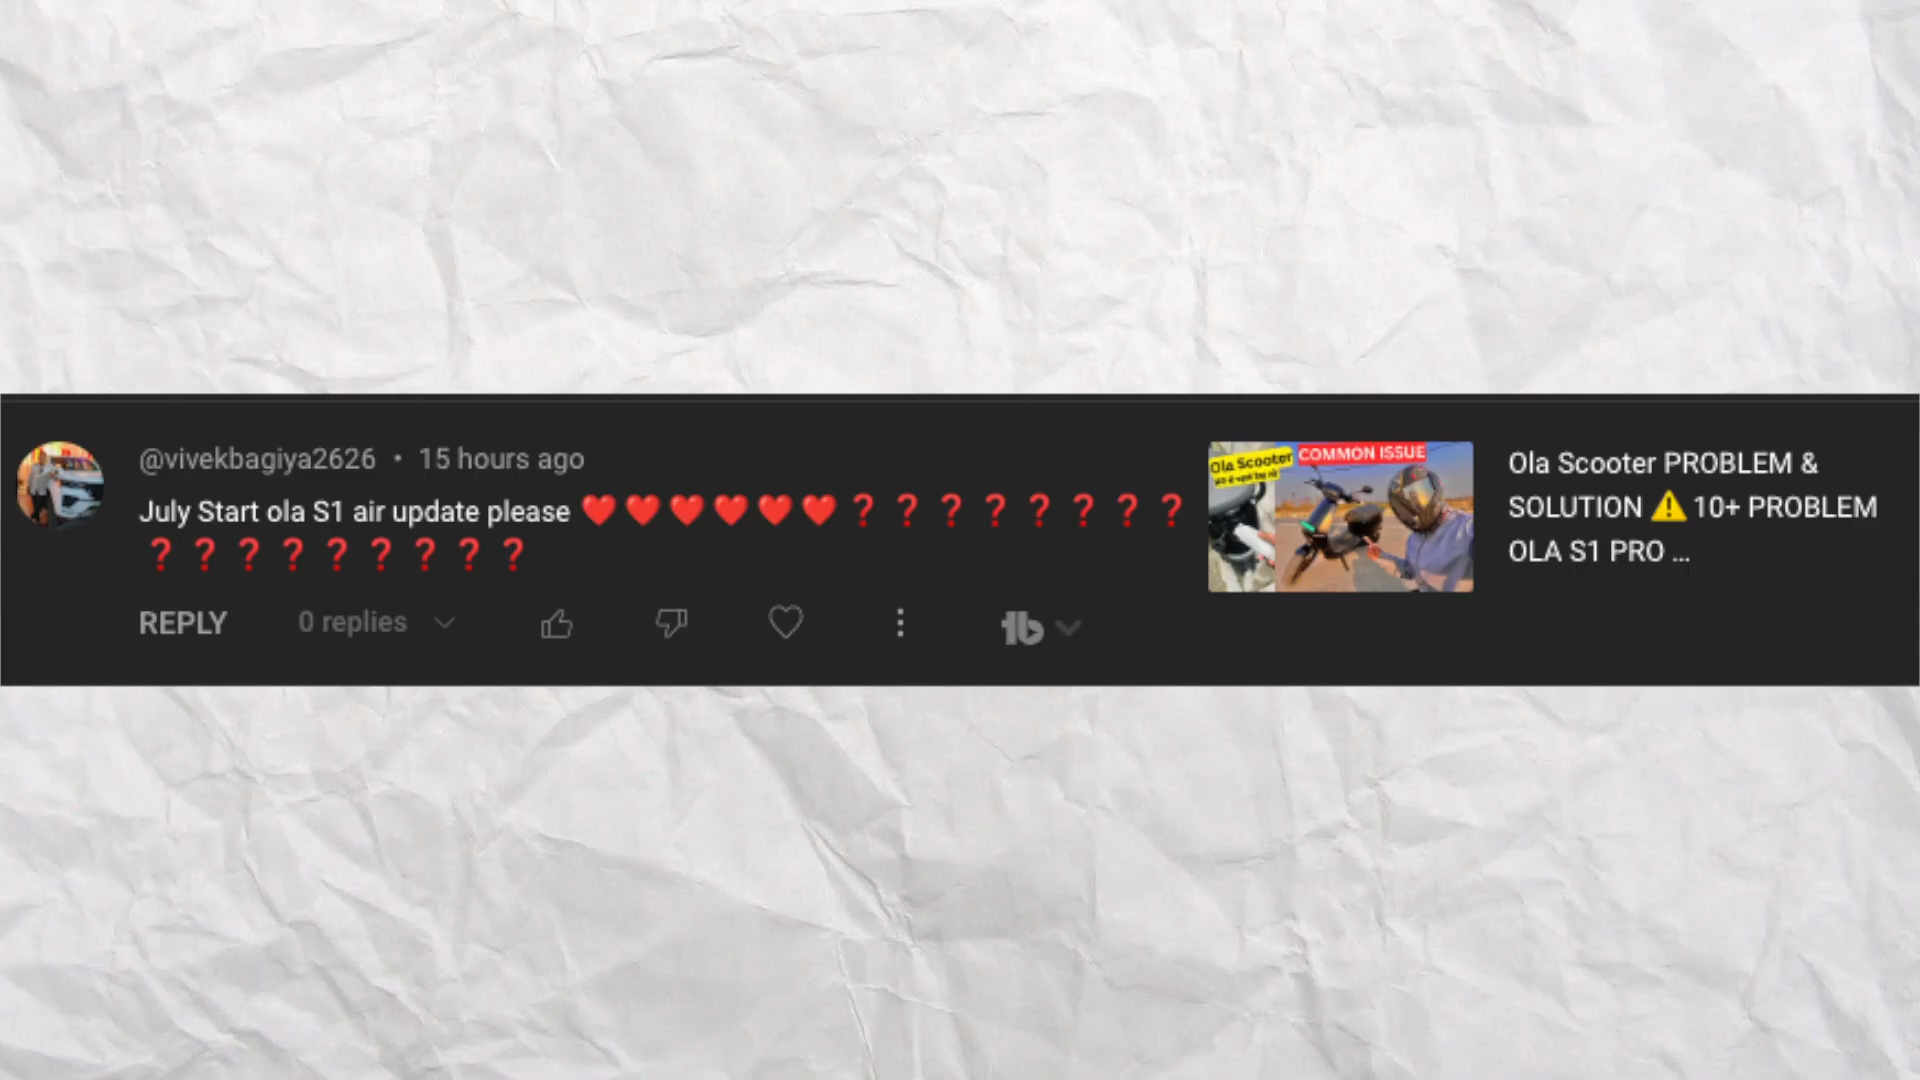 @vivekbagiya2626 • 15 hours ago
July Start ola S1 air update please ❤️❤️❤️❤️❤️❤️❓❓❓❓❓❓❓❓
❓❓❓❓❓❓❓❓❓
REPLY 0 replies
Ola Scooter
COMMON ISSUE
Ola Scooter PROBLEM &
SOLUTION ⚠️ 10+ PROBLEM
OLA S1 PRO ...